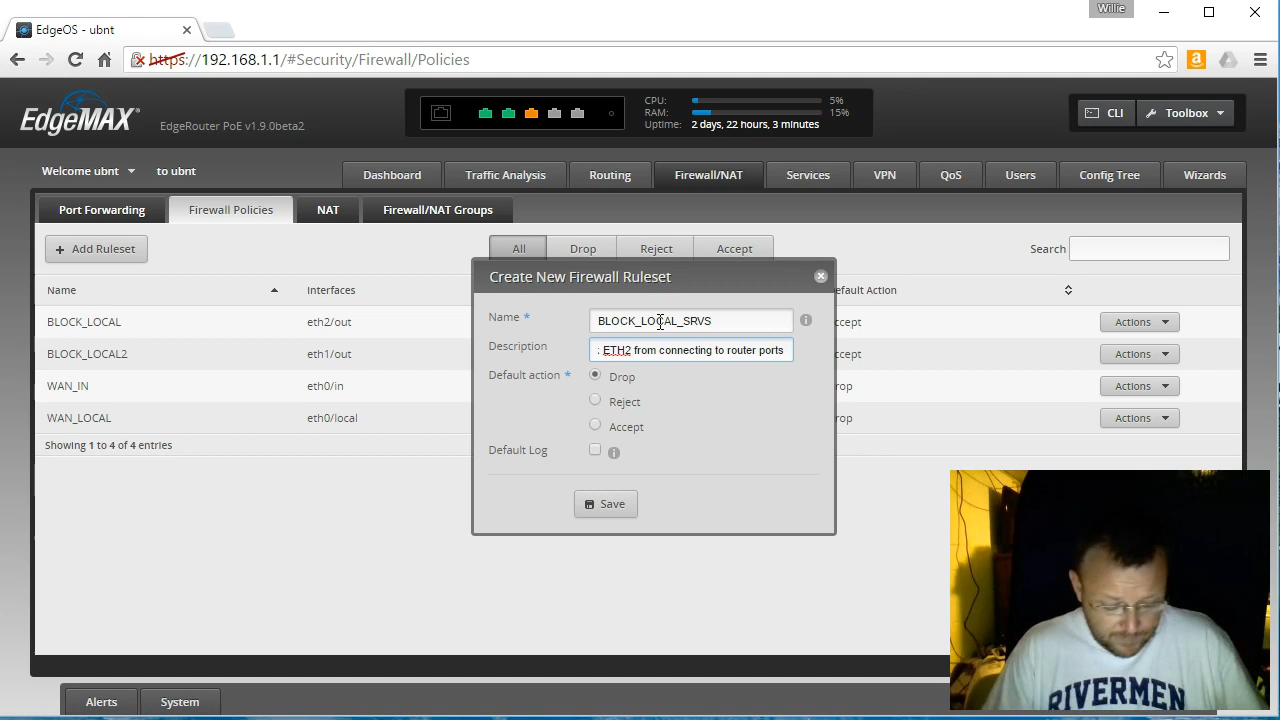 Willie
EdgeOS - ubnt
https://192.168.1.1/#Security/Firewall/Policies
EdgeMAX®
EdgeRouter PoE v1.9.0beta2
CPU: 5%
RAM: 15%
Uptime: 2 days, 22 hours, 3 minutes
CLI
Toolbox
Welcome ubnt to ubnt
Dashboard Traffic Analysis Routing Firewall/NAT Services VPN QoS Users Config Tree Wizards
Port Forwarding Firewall Policies NAT Firewall/NAT Groups
+ Add Ruleset All Drop Reject Accept Search
Name Interfaces efault Action
BLOCK_LOCAL eth2/out ccept Actions
BLOCK_LOCAL2 eth1/out ccept Actions
WAN_IN eth0/in rop Actions
WAN_LOCAL eth0/local rop Actions
Showing 1 to 4 of 4 entries
Create New Firewall Ruleset
Name * BLOCK_LOCAL_SRVS
Description : ETH2 from connecting to router ports
Default action * Drop
Reject
Accept
Default Log
Save
RIVERMEN
Alerts System